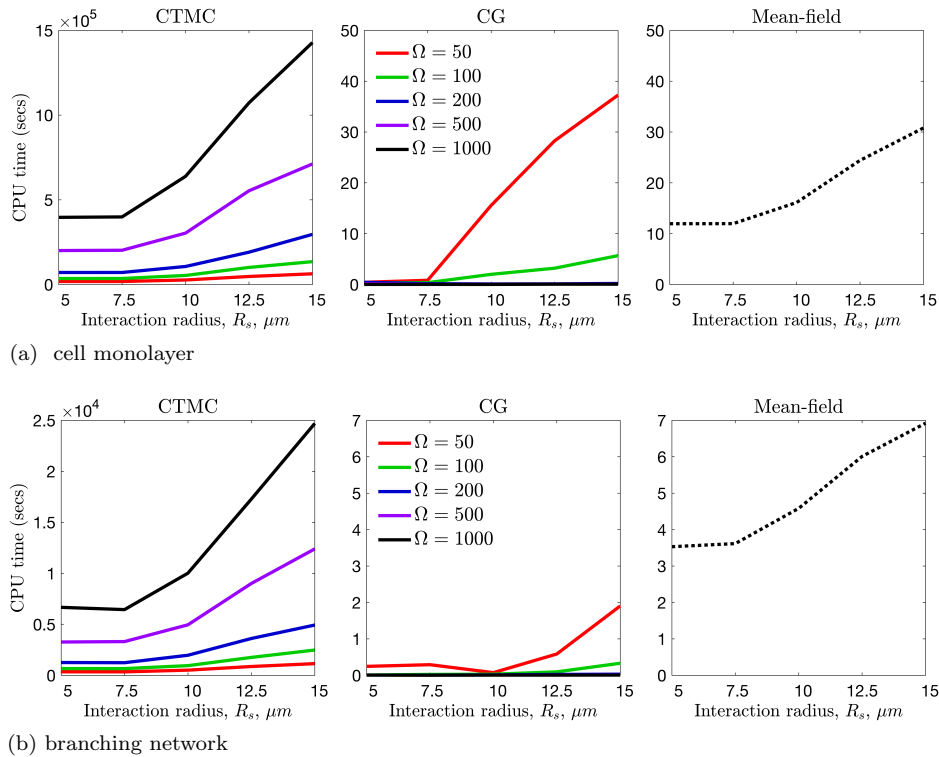 CTMC
CG
Mean-field
×10⁵
15
10
5
0
CPU time (secs)
5 7.5 10 12.5 15
Interaction radius, Rₛ, μm
50
40
30
20
10
0
Ω = 50
Ω = 100
Ω = 200
Ω = 500
Ω = 1000
5 7.5 10 12.5 15
Interaction radius, Rₛ, μm
50
40
30
20
10
0
5 7.5 10 12.5 15
Interaction radius, Rₛ, μm
(a) cell monolayer
CTMC
CG
Mean-field
×10⁴
2.5
2
1.5
1
0.5
0
CPU time (secs)
5 7.5 10 12.5 15
Interaction radius, Rₛ, μm
7
6
5
4
3
2
1
0
Ω = 50
Ω = 100
Ω = 200
Ω = 500
Ω = 1000
5 7.5 10 12.5 15
Interaction radius, Rₛ, μm
7
6
5
4
3
2
1
0
5 7.5 10 12.5 15
Interaction radius, Rₛ, μm
(b) branching network